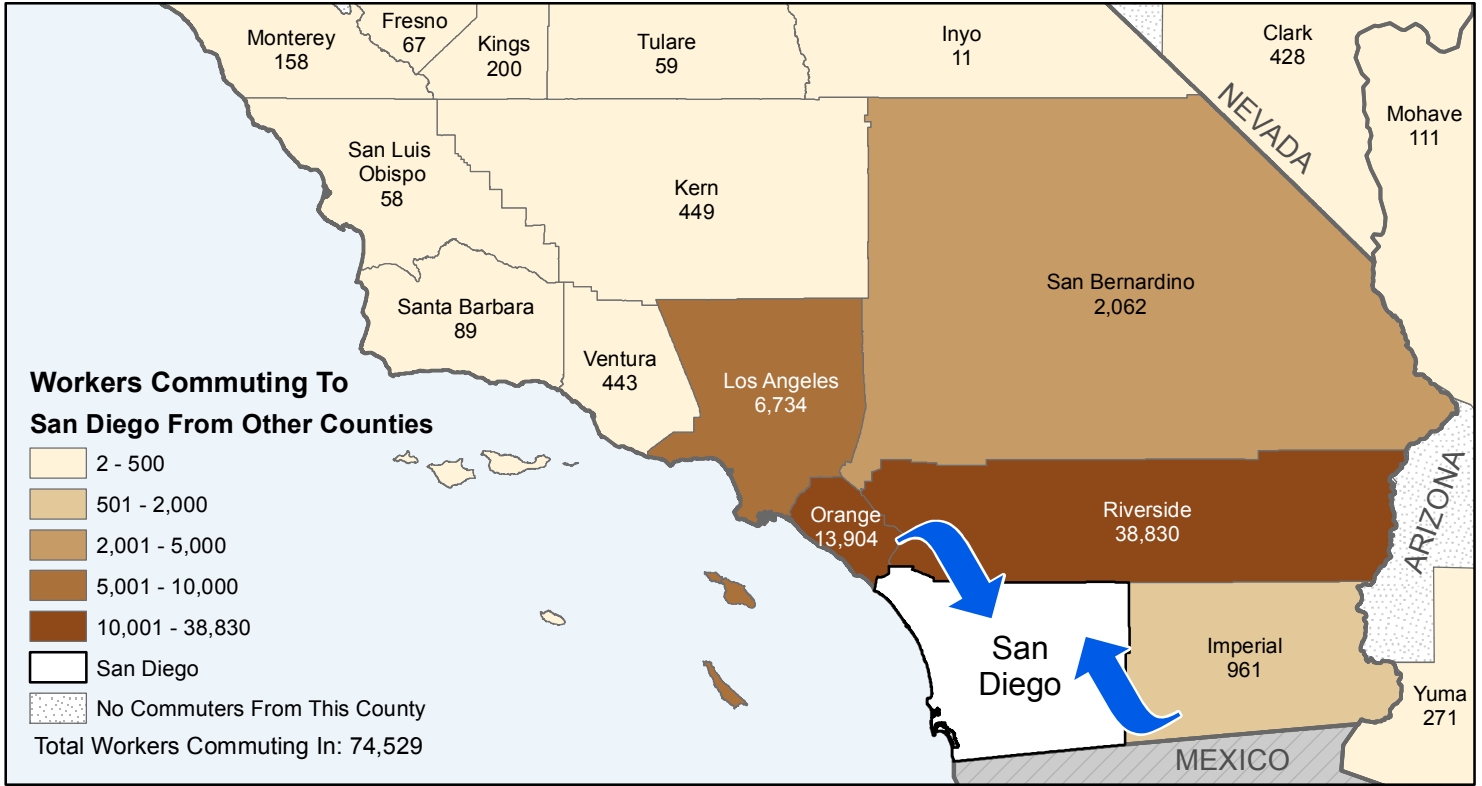 Monterey
158
Fresno
67
Kings
200
Tulare
59
Inyo
11
Clark
428
NEVADA
Mohave
111
San Luis
Obispo
58
Kern
449
San Bernardino
2,062
Santa Barbara
89
Ventura
443
Los Angeles
6,734
Orange
13,904
Riverside
38,830
ARIZONA
San
Diego
Imperial
961
Yuma
271
MEXICO
Workers Commuting To
San Diego From Other Counties
2 - 500
501 - 2,000
2,001 - 5,000
5,001 - 10,000
10,001 - 38,830
San Diego
No Commuters From This County
Total Workers Commuting In: 74,529